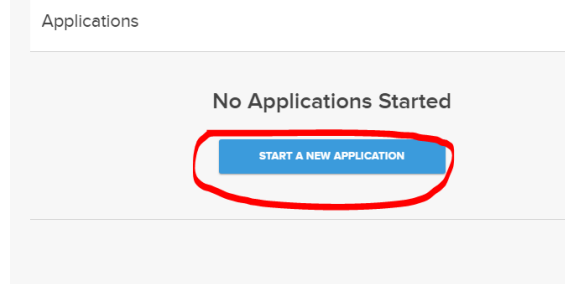 Applications
No Applications Started
START A NEW APPLICATION